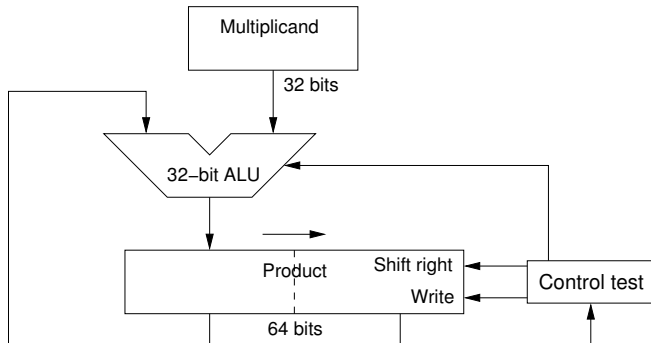 Multiplicand
32 bits
32–bit ALU
Product
Shift right
Write
Control test
64 bits